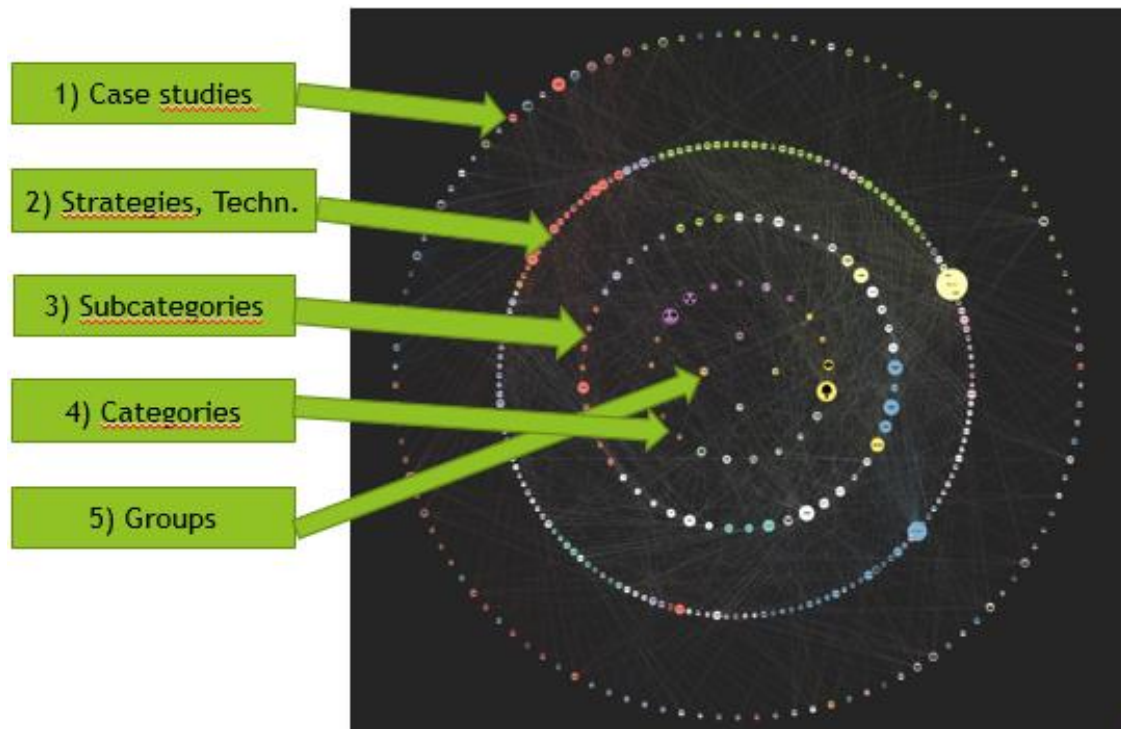 1) Case studies
2) Strategies, Techn.
3) Subcategories
4) Categories
5) Groups